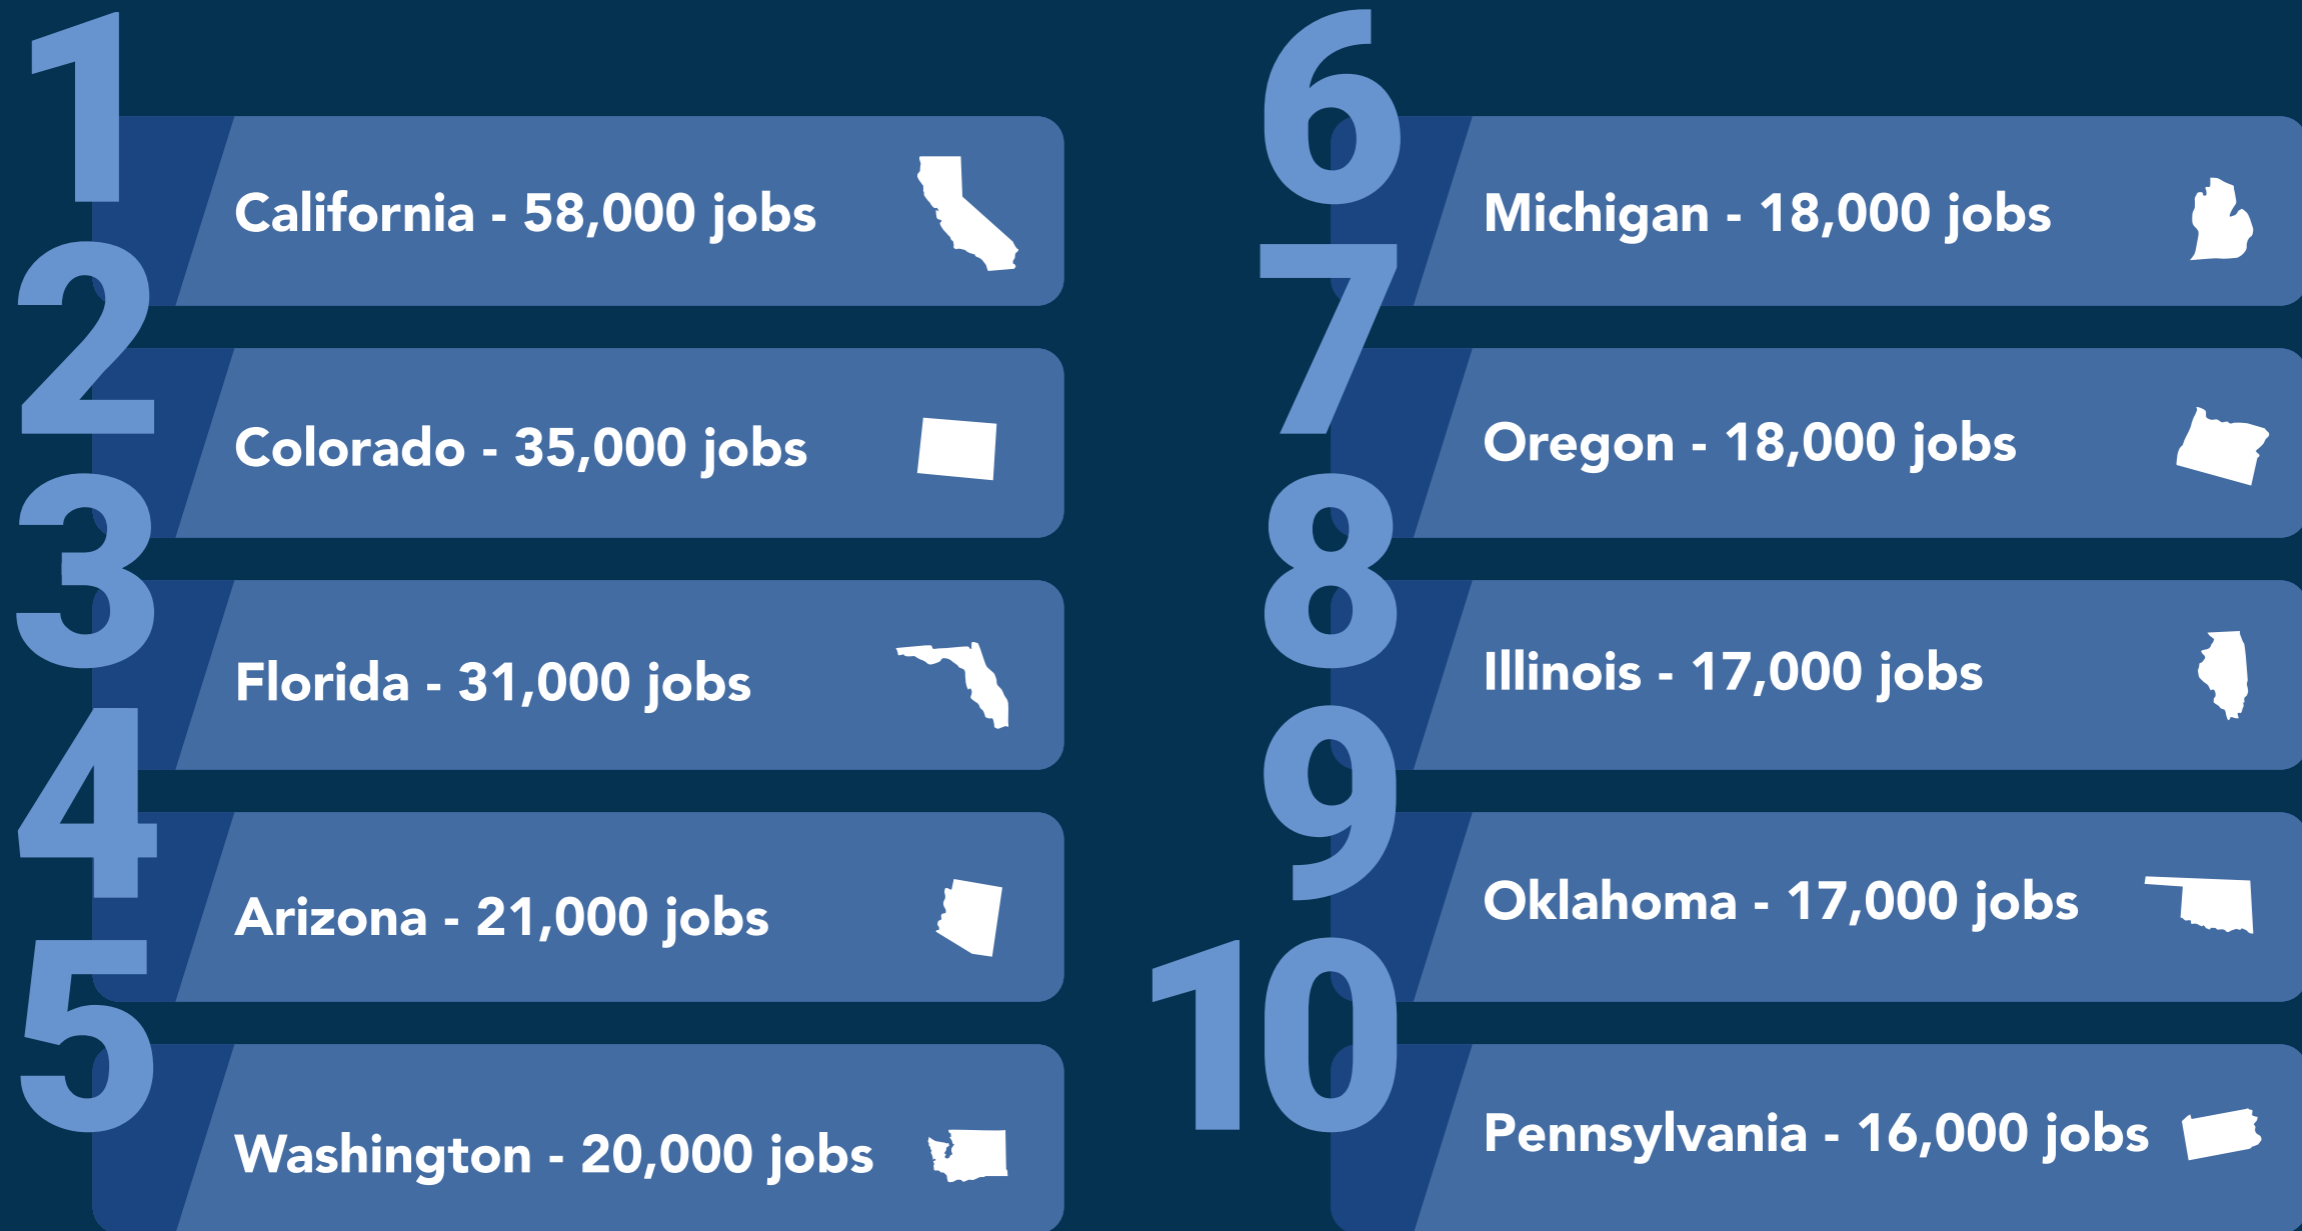 1
California - 58,000 jobs
2
Colorado - 35,000 jobs
3
Florida - 31,000 jobs
4
Arizona - 21,000 jobs
5
Washington - 20,000 jobs
6
Michigan - 18,000 jobs
7
Oregon - 18,000 jobs
8
Illinois - 17,000 jobs
9
Oklahoma - 17,000 jobs
10
Pennsylvania - 16,000 jobs